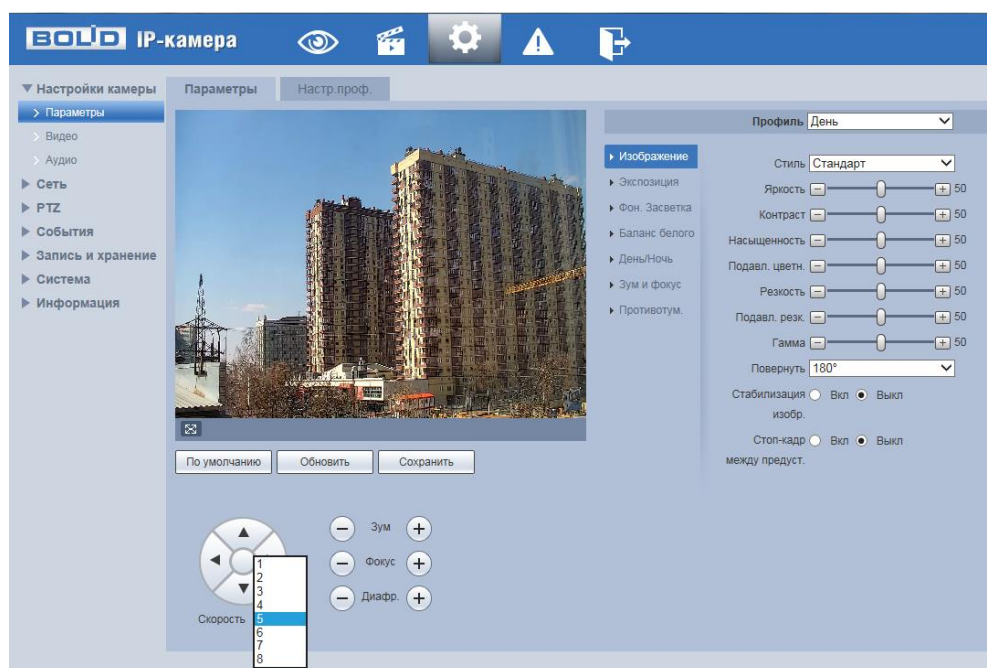 BOLID IP-камера
Настройки камеры
Параметры
Видео
Аудио
Сеть
PTZ
События
Запись и хранение
Система
Информация
Параметры
Настр.проф.
По умолчанию
Обновить
Сохранить
Зум
Фокус
Диафр.
Скорость
1
2
3
4
5
6
7
8
Изображение
Экспозиция
Фон. Засветка
Баланс белого
День/Ночь
Зум и фокус
Противотум.
Профиль День
Стиль Стандарт
Яркость 50
Контраст 50
Насыщенность 50
Подавл. цветн. 50
Резкость 50
Подавл. резк. 50
Гамма 50
Повернуть 180°
Стабилизация Вкл Выкл
изобр.
Стоп-кадр Вкл Выкл
между предуст.